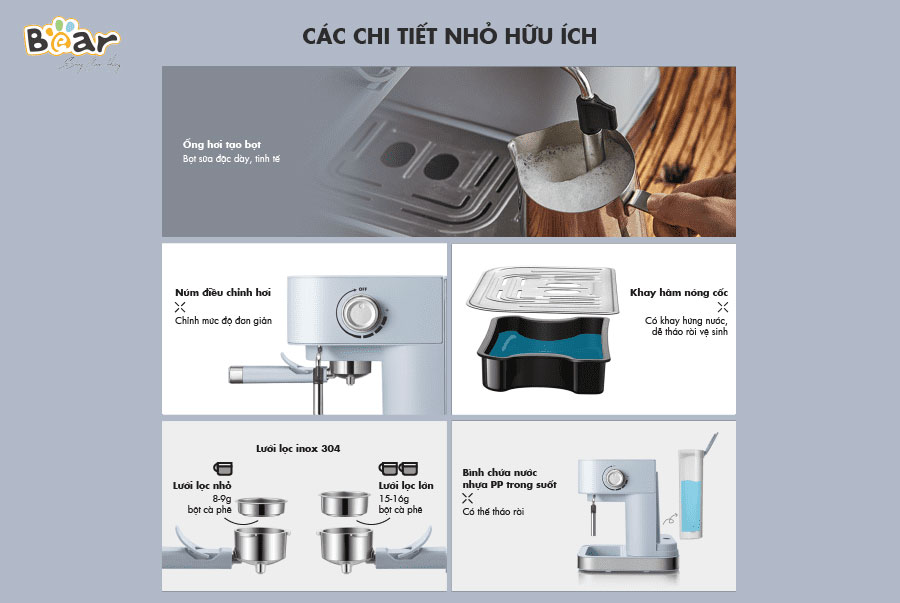 Bear
CÁC CHI TIẾT NHỎ HỮU ÍCH
Ống hơi tạo bọt
Bọt sữa đặc dày, tinh tế
Núm điều chỉnh hơi
Chỉnh mức độ đơn giản
OFF
Khay hâm nóng cốc
Có khay hứng nước,
dễ tháo rời vệ sinh
Lưới lọc inox 304
Lưới lọc nhỏ
8-9g
bột cà phê
Lưới lọc lớn
15-16g
bột cà phê
Bình chứa nước
nhựa PP trong suốt
Có thể tháo rời